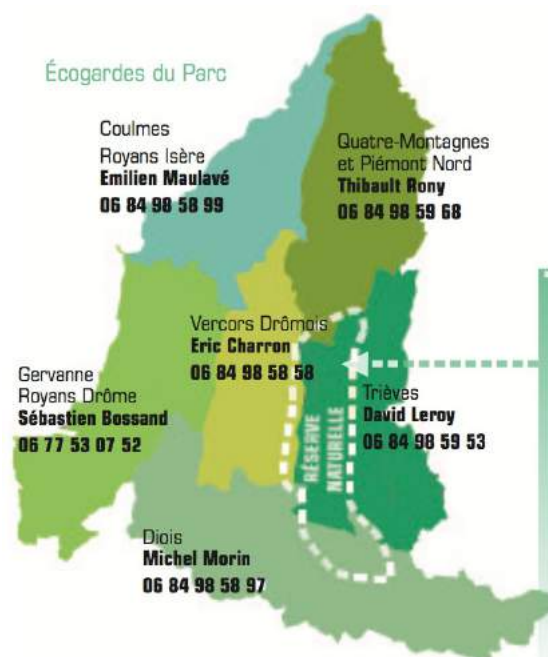 Écogardes du Parc
Coulmes
Royans Isère
Emilien Maulavé
06 84 98 58 99
Quatre-Montagnes
et Piémont Nord
Thibault Rony
06 84 98 59 68
Vercors Drômois
Eric Charron
06 84 98 58 58
Gervanne
Royans Drôme
Sébastien Bossand
06 77 53 07 52
Trièves
David Leroy
06 84 98 59 53
RÉSERVE
NATURELLE
Diois
Michel Morin
06 84 98 58 97